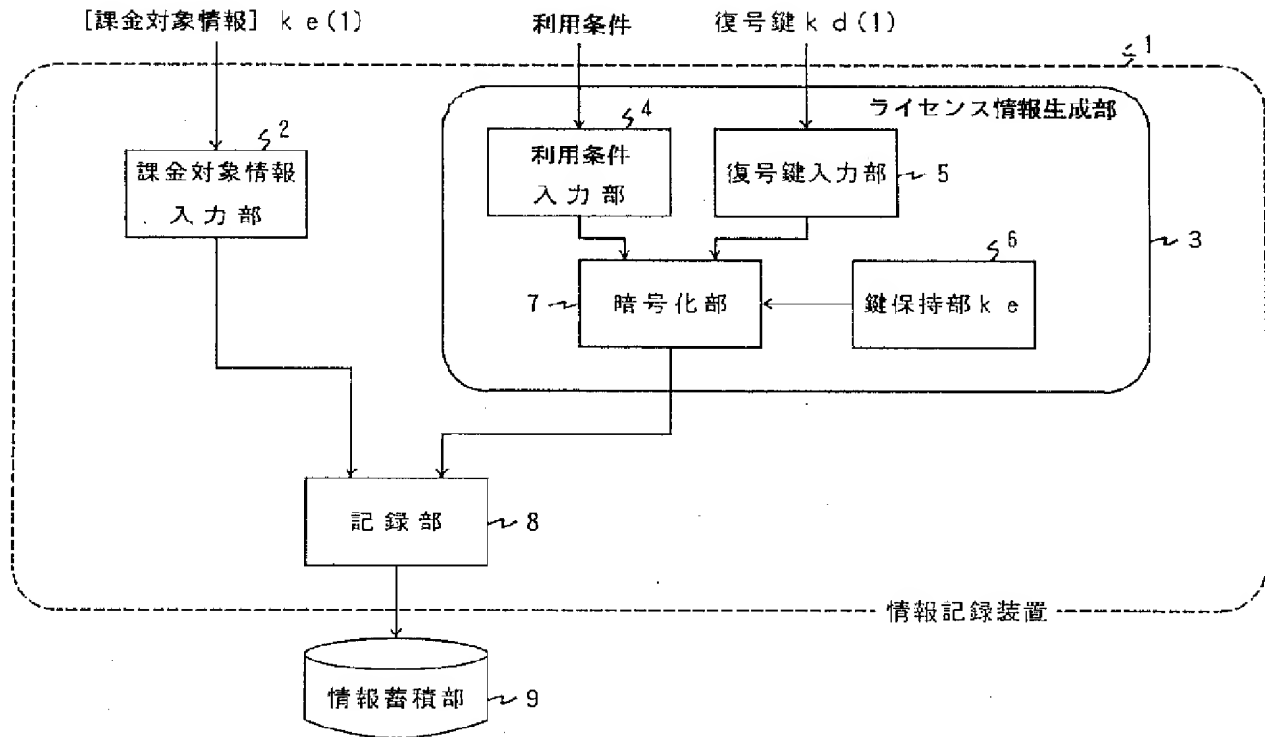 [課金対象情報] ke(1) 利用条件 復号鍵kd(1)
1
ライセンス情報生成部
2
課金対象情報
入力部
4
利用条件
入力部
復号鍵入力部
5
3
6
7
暗号化部
鍵保持部ke
記録部
8
情報記録装置
情報蓄積部
9